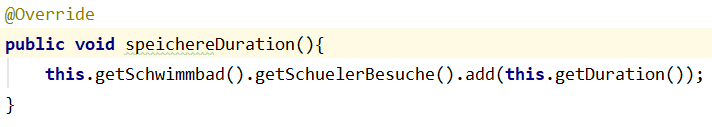 @Override
public void speichereDuration(){
this.getSchwimmbad().getSchuelerBesuche().add(this.getDuration());
}